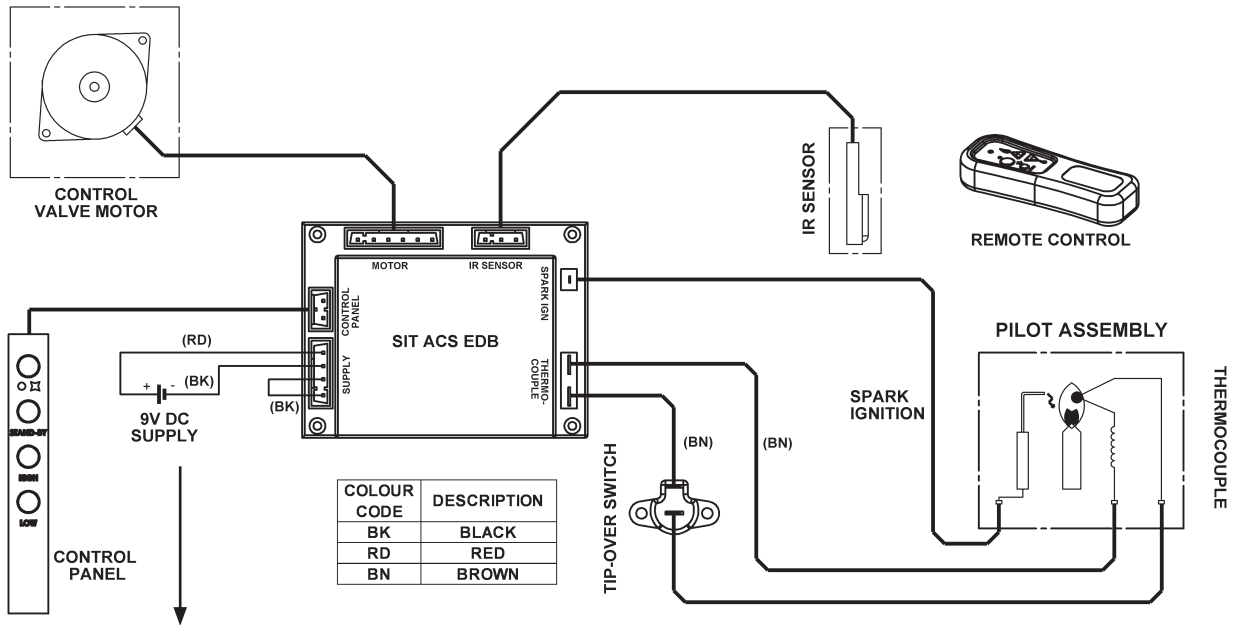 CONTROL
VALVE MOTOR
IR SENSOR
REMOTE CONTROL
MOTOR
IR SENSOR
SPARK IGN
CONTROL
PANEL
SIT ACS EDB
SUPPLY
THERMO-
COUPLE
(RD)
+ - (BK)
(BK)
9V DC
SUPPLY
STAND-BY
HIGH
LOW
CONTROL
PANEL
COLOUR CODE DESCRIPTION
BK BLACK
RD RED
BN BROWN
TIP-OVER SWITCH
(BN)
(BN)
SPARK
IGNITION
PILOT ASSEMBLY
THERMOCOUPLE